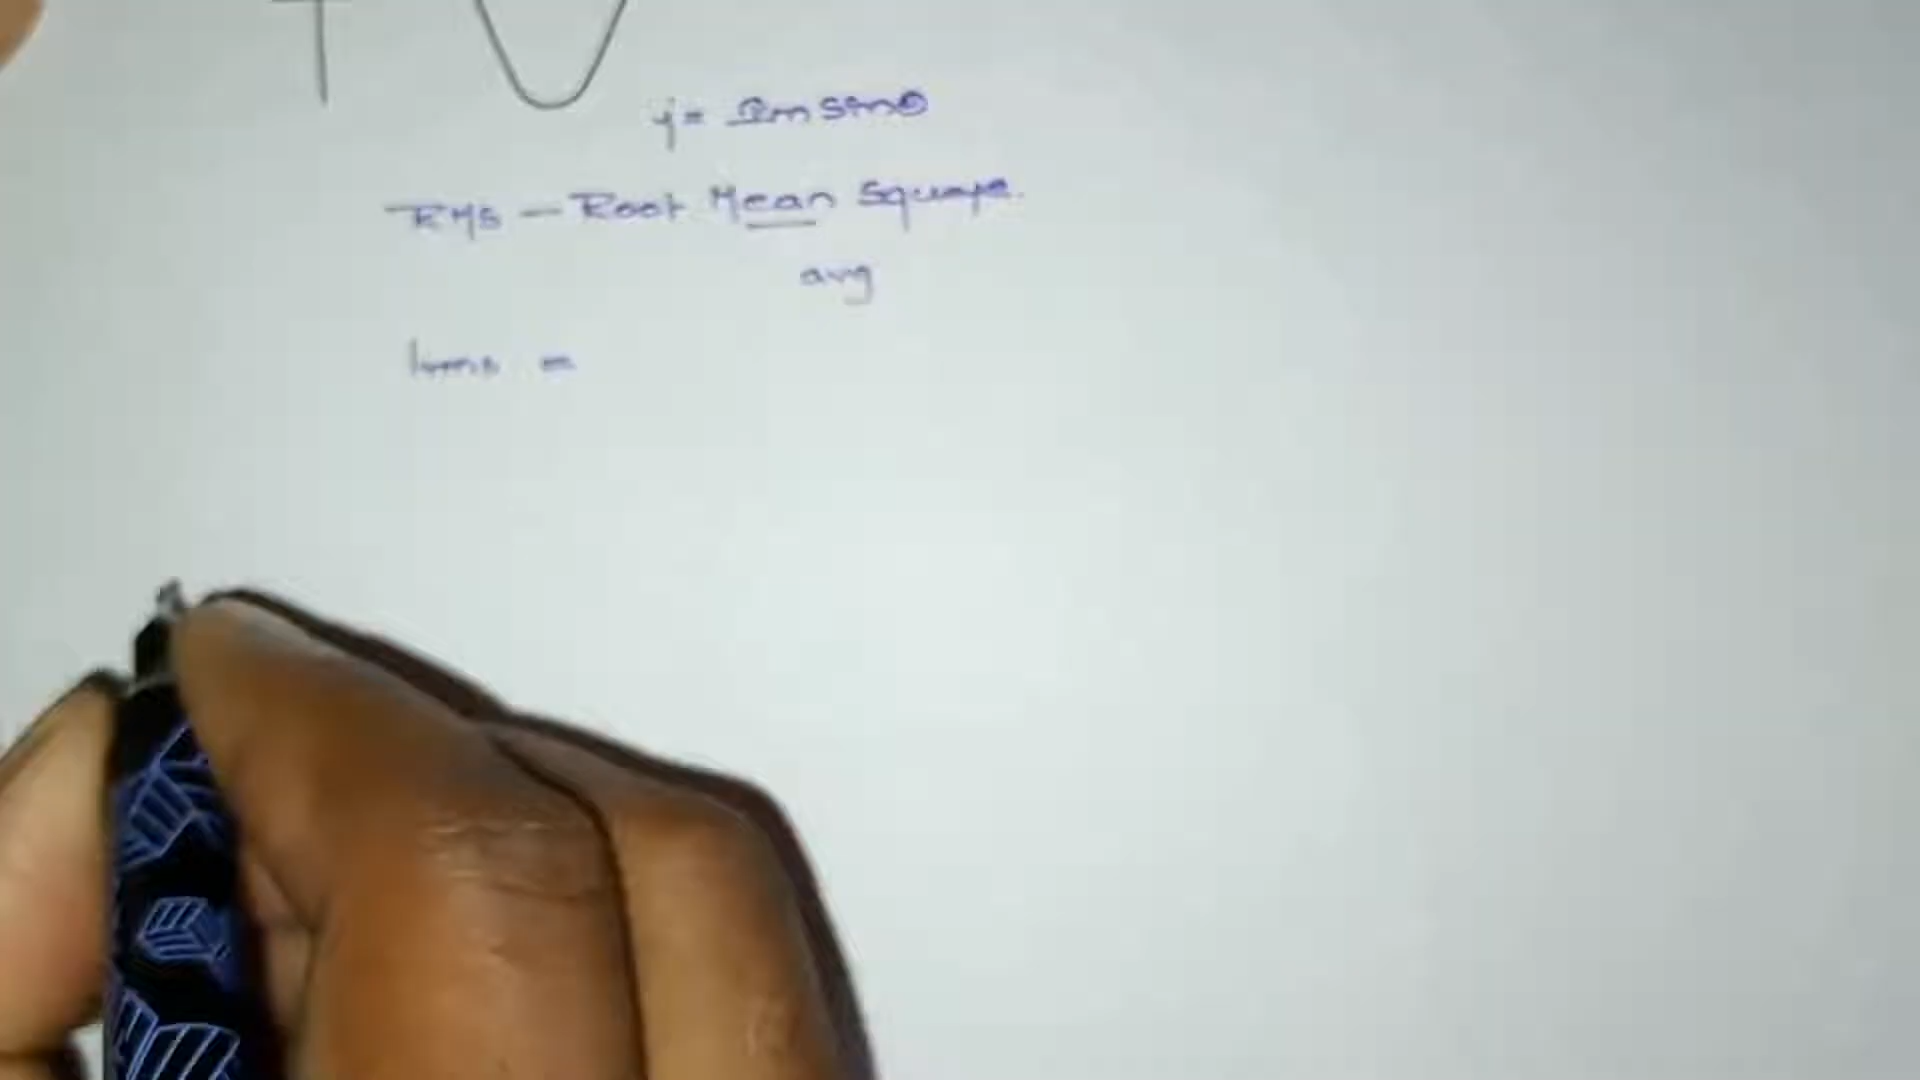 y = Im Sinθ
RMS — Root Mean Square.
avg
Irms =